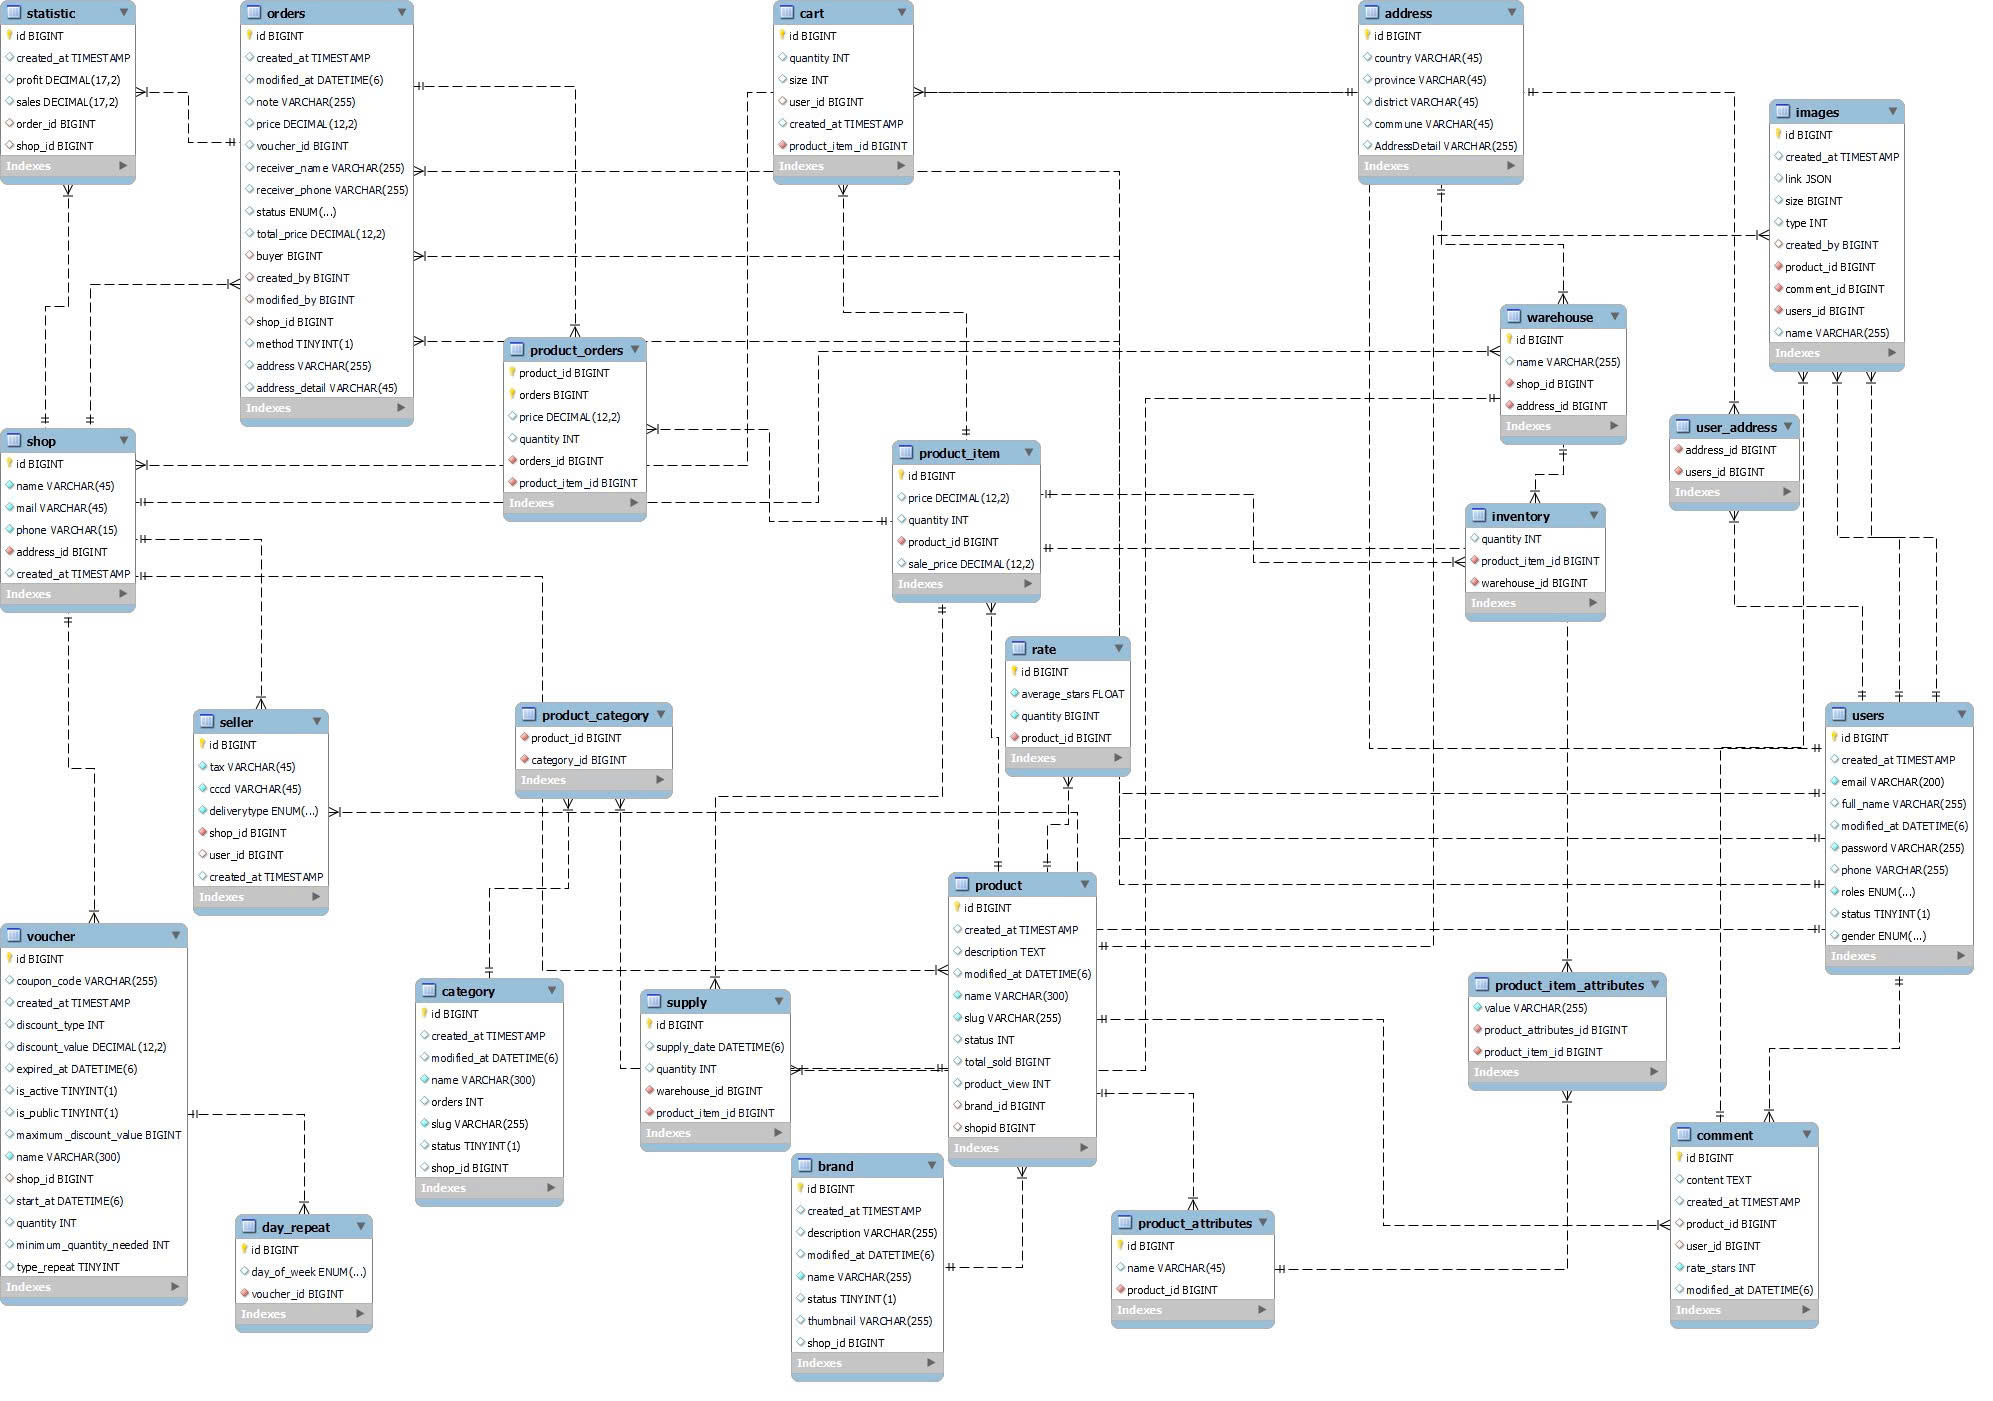 statistic
id BIGINT
created_at TIMESTAMP
profit DECIMAL(17,2)
sales DECIMAL(17,2)
order_id BIGINT
shop_id BIGINT
Indexes
orders
id BIGINT
created_at TIMESTAMP
modified_at DATETIME(6)
note VARCHAR(255)
price DECIMAL(12,2)
voucher_id BIGINT
receiver_name VARCHAR(255)
receiver_phone VARCHAR(255)
status ENUM(...)
total_price DECIMAL(12,2)
buyer BIGINT
created_by BIGINT
modified_by BIGINT
shop_id BIGINT
method TINYINT(1)
address VARCHAR(255)
address_detail VARCHAR(45)
Indexes
cart
id BIGINT
quantity INT
size INT
user_id BIGINT
created_at TIMESTAMP
product_item_id BIGINT
Indexes
address
id BIGINT
country VARCHAR(45)
province VARCHAR(45)
district VARCHAR(45)
commune VARCHAR(45)
AddressDetail VARCHAR(255)
Indexes
images
id BIGINT
created_at TIMESTAMP
link JSON
size BIGINT
type INT
created_by BIGINT
product_id BIGINT
comment_id BIGINT
users_id BIGINT
name VARCHAR(255)
Indexes
product_orders
product_id BIGINT
orders BIGINT
price DECIMAL(12,2)
quantity INT
orders_id BIGINT
product_item_id BIGINT
Indexes
warehouse
id BIGINT
name VARCHAR(255)
shop_id BIGINT
address_id BIGINT
Indexes
user_address
address_id BIGINT
users_id BIGINT
Indexes
shop
id BIGINT
name VARCHAR(45)
mail VARCHAR(45)
phone VARCHAR(15)
address_id BIGINT
created_at TIMESTAMP
Indexes
product_item
id BIGINT
price DECIMAL(12,2)
quantity INT
product_id BIGINT
sale_price DECIMAL(12,2)
Indexes
inventory
quantity INT
product_item_id BIGINT
warehouse_id BIGINT
Indexes
rate
id BIGINT
average_stars FLOAT
quantity BIGINT
product_id BIGINT
Indexes
seller
id BIGINT
tax VARCHAR(45)
cccd VARCHAR(45)
deliverytype ENUM(...)
shop_id BIGINT
user_id BIGINT
created_at TIMESTAMP
Indexes
product_category
product_id BIGINT
category_id BIGINT
Indexes
users
id BIGINT
created_at TIMESTAMP
email VARCHAR(200)
full_name VARCHAR(255)
modified_at DATETIME(6)
password VARCHAR(255)
phone VARCHAR(255)
roles ENUM(...)
status TINYINT(1)
gender ENUM(...)
Indexes
product
id BIGINT
created_at TIMESTAMP
description TEXT
modified_at DATETIME(6)
name VARCHAR(300)
slug VARCHAR(255)
status INT
total_sold BIGINT
product_view INT
brand_id BIGINT
shopid BIGINT
Indexes
voucher
id BIGINT
coupon_code VARCHAR(255)
created_at TIMESTAMP
discount_type INT
discount_value DECIMAL(12,2)
expired_at DATETIME(6)
is_active TINYINT(1)
is_public TINYINT(1)
maximum_discount_value BIGINT
name VARCHAR(300)
shop_id BIGINT
start_at DATETIME(6)
quantity INT
minimum_quantity_needed INT
type_repeat TINYINT
Indexes
category
id BIGINT
created_at TIMESTAMP
modified_at DATETIME(6)
name VARCHAR(300)
orders INT
slug VARCHAR(255)
status TINYINT(1)
shop_id BIGINT
Indexes
supply
id BIGINT
supply_date DATETIME(6)
quantity INT
warehouse_id BIGINT
product_item_id BIGINT
Indexes
product_item_attributes
value VARCHAR(255)
product_attributes_id BIGINT
product_item_id BIGINT
Indexes
comment
id BIGINT
content TEXT
created_at TIMESTAMP
product_id BIGINT
user_id BIGINT
rate_stars INT
modified_at DATETIME(6)
Indexes
brand
id BIGINT
created_at TIMESTAMP
description VARCHAR(255)
modified_at DATETIME(6)
name VARCHAR(255)
status TINYINT(1)
thumbnail VARCHAR(255)
shop_id BIGINT
Indexes
product_attributes
id BIGINT
name VARCHAR(45)
product_id BIGINT
Indexes
day_repeat
id BIGINT
day_of_week ENUM(...)
voucher_id BIGINT
Indexes